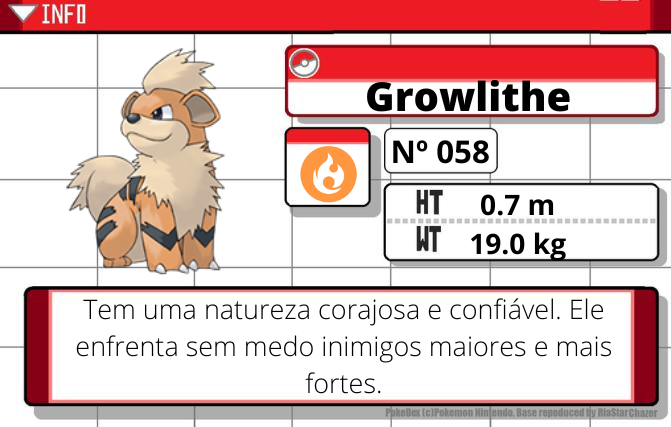 INFO
Growlithe
Nº 058
HT 0.7 m
WT 19.0 kg
Tem uma natureza corajosa e confiável. Ele
enfrenta sem medo inimigos maiores e mais
fortes.
PokeDex (c)Pokemon Nintendo. Base repoduced by RiaStarChazer